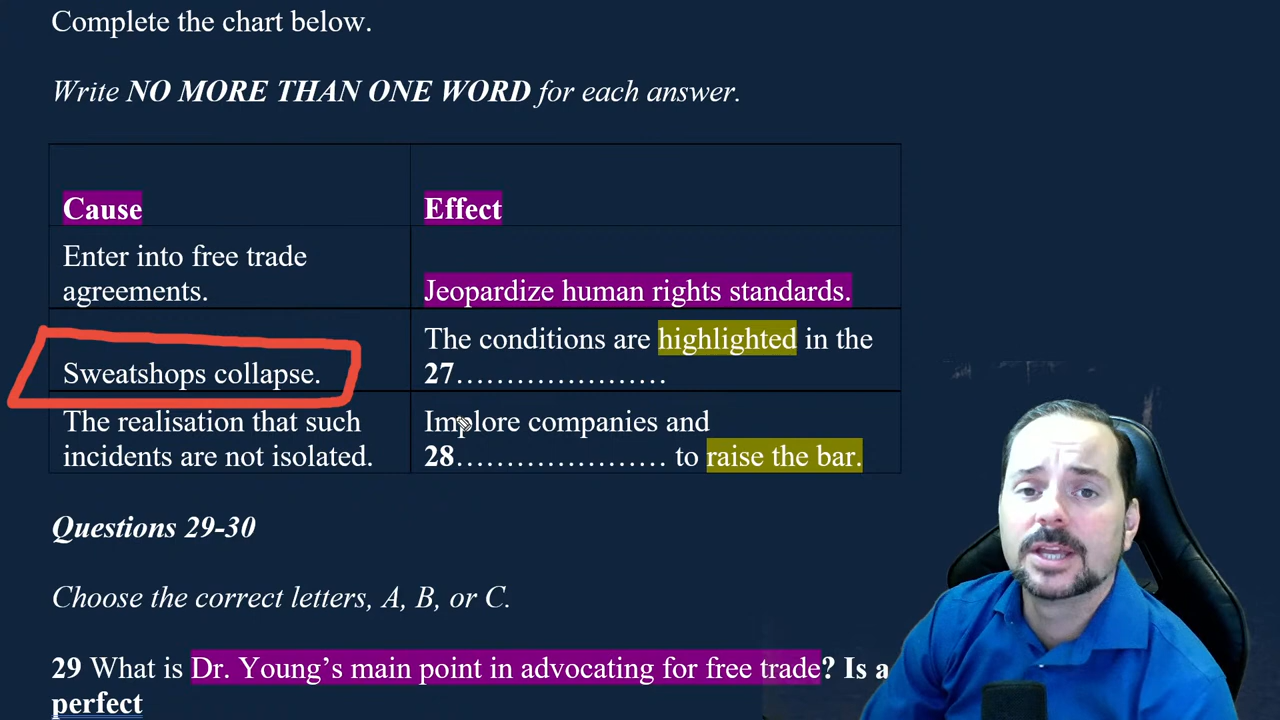 Complete the chart below.
Write NO MORE THAN ONE WORD for each answer.
Cause
Effect
Enter into free trade
agreements.
Jeopardize human rights standards.
Sweatshops collapse.
The conditions are highlighted in the
27…………………
The realisation that such
incidents are not isolated.
Implore companies and
28………………… to raise the bar.
Questions 29-30
Choose the correct letters, A, B, or C.
29 What is Dr. Young’s main point in advocating for free trade? Is a
perfect